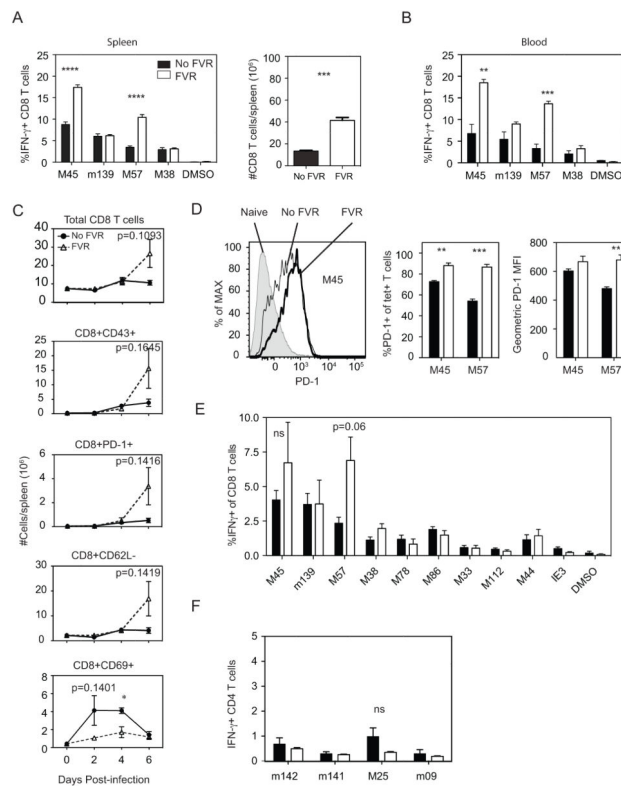 A
Spleen
No FVR
FVR
%IFN-γ+ CD8 T cells
25
20
15
10
5
0
****
****
M45
m139
M57
M38
DMSO
#CD8 T cells/spleen (10⁶)
100
80
60
40
20
0
***
No FVR
FVR
B
Blood
%IFN-γ+ CD8 T cells
25
20
15
10
5
0
**
***
M45
m139
M57
M38
DMSO
C
Total CD8 T cells
No FVR
FVR
p=0.1093
40
30
20
10
0
CD8+CD43+
p=0.1645
25
20
15
10
5
0
CD8+PD-1+
p=0.1416
6
4
2
0
CD8+CD62L-
p=0.1419
40
30
20
10
0
CD8+CD69+
p=0.1401
*
8
6
4
2
0
0
2
4
6
#Cells/spleen (10⁶)
Days Post-infection
D
Naive
No FVR
FVR
M45
% of MAX
100
80
60
40
20
0
0
10²
10³
10⁴
10⁵
PD-1
%PD-1+ of tet+ T cells
100
80
60
40
20
0
**
***
M45
M57
Geometric PD-1 MFI
800
600
400
200
0
**
M45
M57
E
%IFNγ+ of CD8 T cells
10.0
7.5
5.0
2.5
0.0
ns
p=0.06
M45
m139
M57
M38
M78
M86
M33
M112
M44
IE3
DMSO
F
IFN-γ+ CD4 T cells
5
4
3
2
1
0
ns
m142
m141
M25
m09